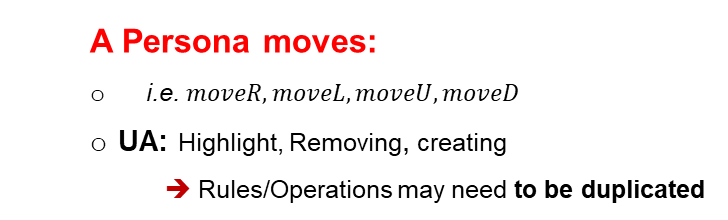 A Persona moves:
o i.e. moveR, moveL, moveU, moveD
o UA: Highlight, Removing, creating
➔ Rules/Operations may need to be duplicated